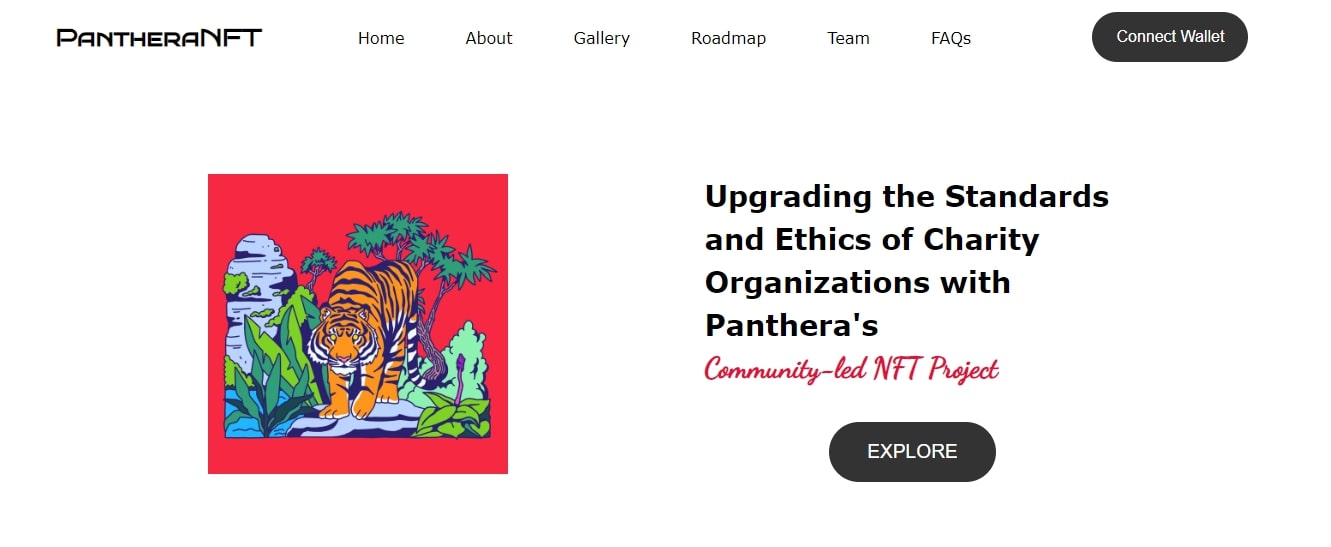 PantheraNFT
Home
About
Gallery
Roadmap
Team
FAQs
Connect Wallet
Upgrading the Standards
and Ethics of Charity
Organizations with
Panthera's
Community-led NFT Project
EXPLORE